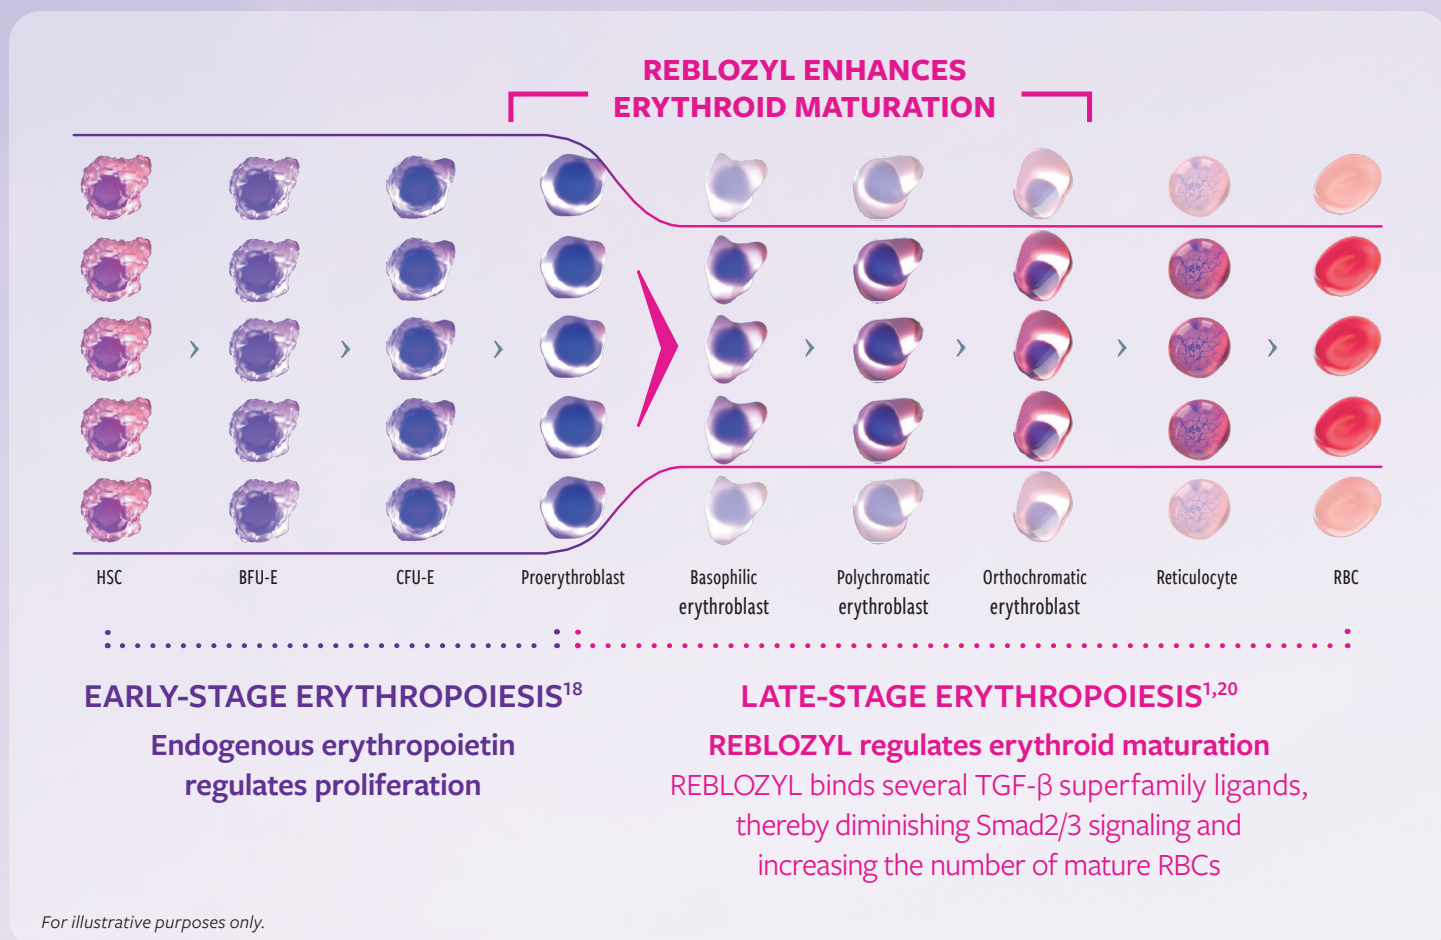 REBLOZYL ENHANCES
ERYTHROID MATURATION
HSC
BFU-E
CFU-E
Proerythroblast
Basophilic
erythroblast
Polychromatic
erythroblast
Orthochromatic
erythroblast
Reticulocyte
RBC
EARLY-STAGE ERYTHROPOIESIS18
Endogenous erythropoietin
regulates proliferation
LATE-STAGE ERYTHROPOIESIS1,20
REBLOZYL regulates erythroid maturation
REBLOZYL binds several TGF-β superfamily ligands,
thereby diminishing Smad2/3 signaling and
increasing the number of mature RBCs
For illustrative purposes only.